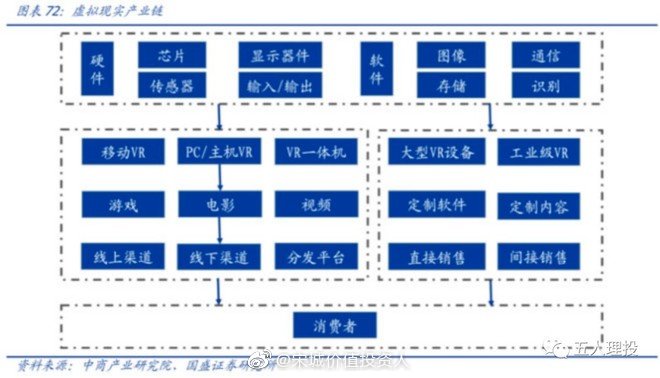 图表 72：虚拟现实产业链
硬件 芯片 显示器件 软件 图像 通信
传感器 输入/输出 存储 识别
移动VR PC/主机VR VR一体机 大型VR设备 工业级VR
游戏 电影 视频 定制软件 定制内容
线上渠道 线下渠道 分发平台 直接销售 间接销售
消费者
资料来源：中商产业研究院、国盛证券研究所
价值投资人
五人理投